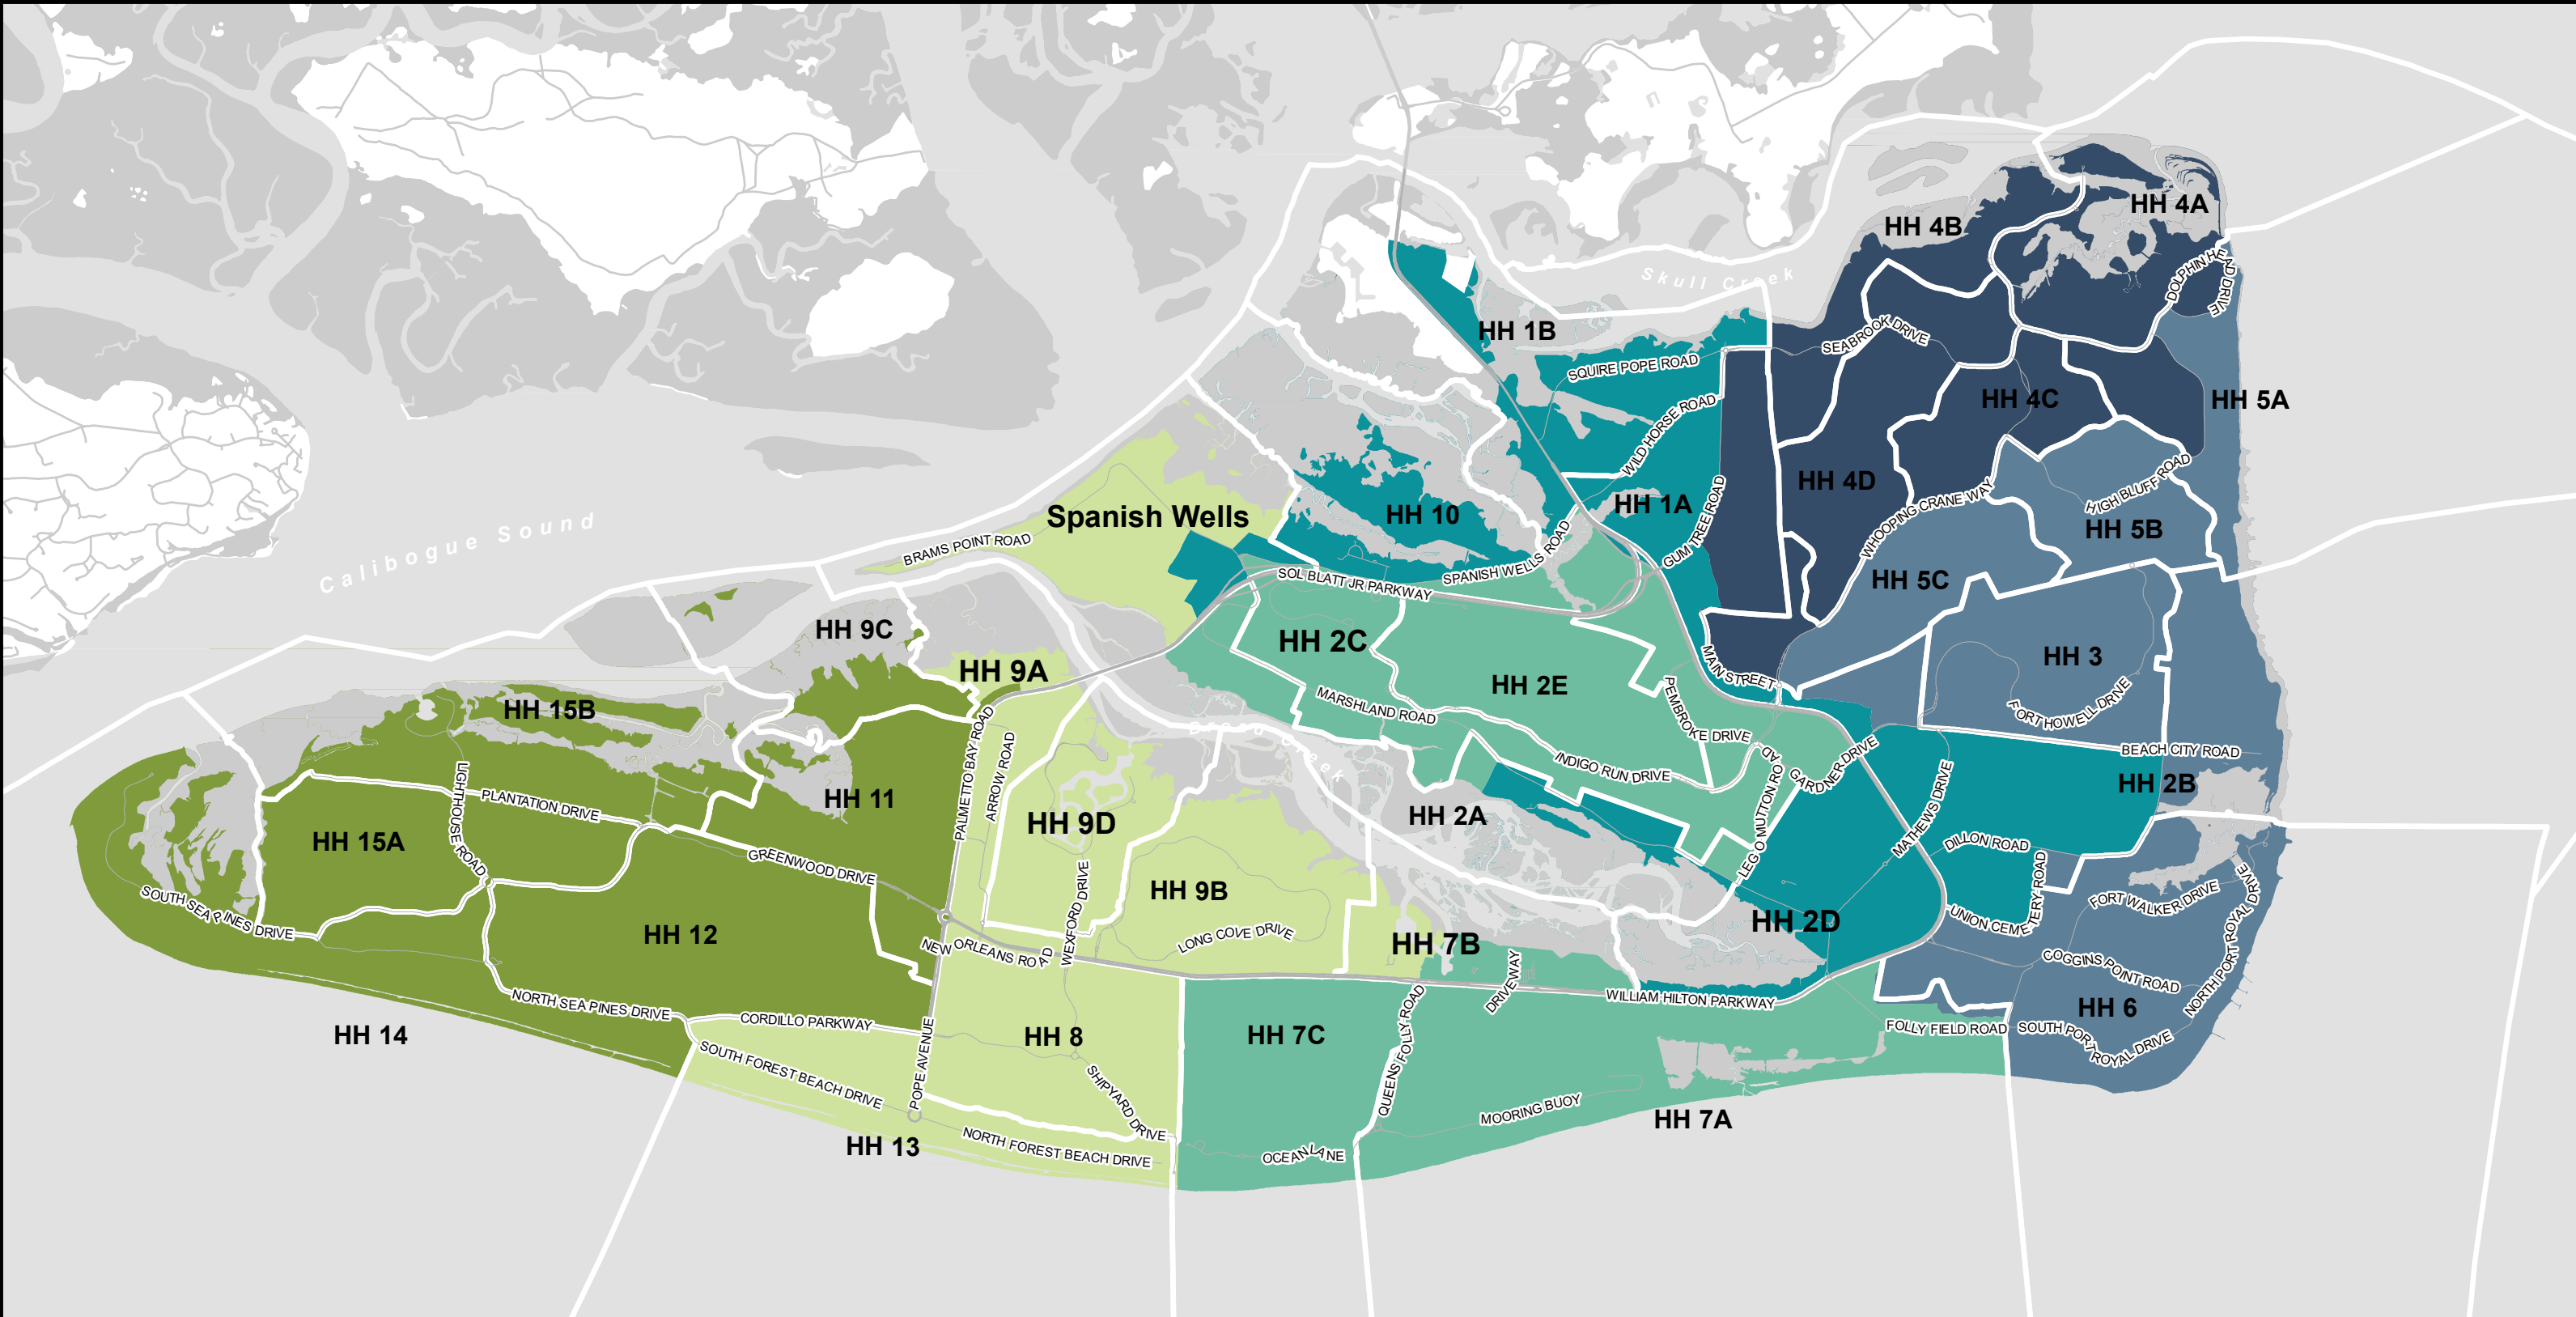 HH 4A
HH 4B
DOLPHIN HEAD DRIVE
Skull Creek
HH 1B
SEABROOK DRIVE
SQUIRE POPE ROAD
HH 4C
HH 5A
WILD HORSE ROAD
HH 4D
HIGH BLUFF ROAD
HH 1A
Spanish Wells
HH 10
GUM TREE ROAD
WHOOPING CRANE WAY
HH 5B
Calibogue Sound
BRAMS POINT ROAD
SPANISH WELLS ROAD
SOL BLATT JR PARKWAY
HH 5C
HH 9C
HH 2C
HH 3
HH 9A
HH 2E
MAIN STREET
FORT HOWELL DRIVE
HH 15B
MARSHLAND ROAD
PEMBROKE DRIVE
PALMETTO BAY ROAD
ARROW ROAD
Broad Creek
BEACH CITY ROAD
INDIGO RUN DRIVE
GARDNER DRIVE
HH 2B
LIGHTHOUSE ROAD
PLANTATION DRIVE
HH 11
HH 9D
HH 2A
LEG O MUTTON ROAD
MATHEWS DRIVE
HH 15A
DILLON ROAD
GREENWOOD DRIVE
HH 9B
WEXFORD DRIVE
UNION CEMETERY ROAD
FORT WALKER DRIVE
SOUTH SEA PINES DRIVE
HH 12
LONG COVE DRIVE
HH 7B
HH 2D
NEW ORLEANS ROAD
COGGINS POINT ROAD
NORTH PORT ROYAL DRIVE
DRIVEWAY
NORTH SEA PINES DRIVE
WILLIAM HILTON PARKWAY
HH 6
CORDILLO PARKWAY
FOLLY FIELD ROAD
SOUTH PORT ROYAL DRIVE
HH 14
HH 8
HH 7C
QUEENS FOLLY ROAD
SOUTH FOREST BEACH DRIVE
POPE AVENUE
SHIPYARD DRIVE
MOORING BUOY
HH 7A
HH 13
NORTH FOREST BEACH DRIVE
OCEAN LANE